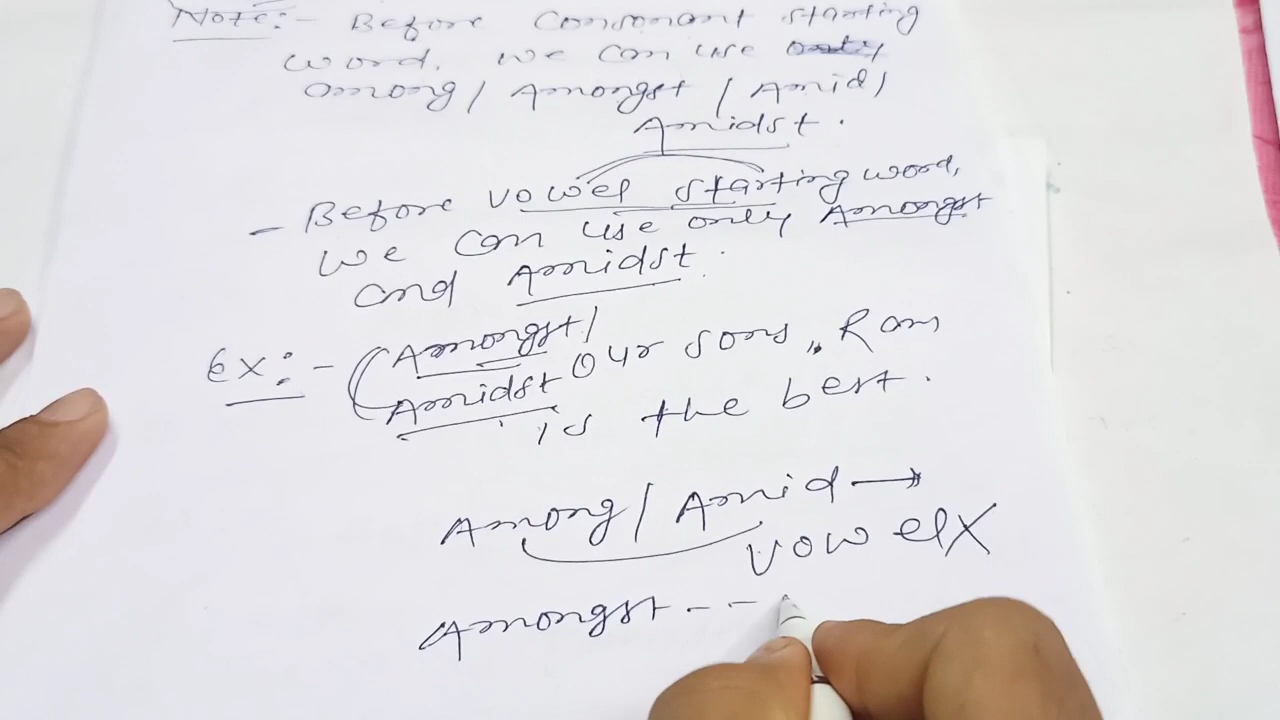 Note:- Before consonant starting
word, we can use only
among/ Amongst / Amid/
Amidst.
- Before vowel starting word,
we can use only Amongst
and Amidst.
Ex:- (Amongst/
Amidst our sons, Ram
is the best.
Among/ Amid →
vowel X
Amongst - - -